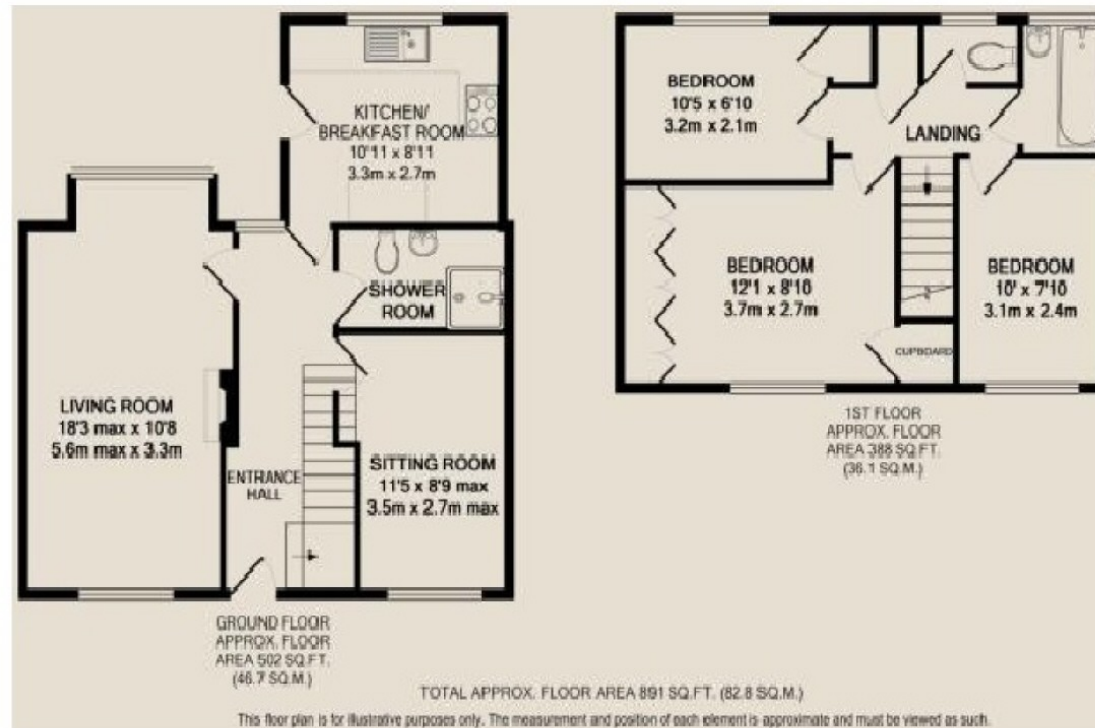 KITCHEN/
BREAKFAST ROOM
10'11 x 8'11
3.3m x 2.7m
SHOWER
ROOM
LIVING ROOM
18'3 max x 10'8
5.6m max x 3.3m
ENTRANCE
HALL
SITTING ROOM
11'5 x 8'9 max
3.5m x 2.7m max
GROUND FLOOR
APPROX. FLOOR
AREA 502 SQ.FT.
(46.7 SQ.M.)
BEDROOM
10'5 x 6'10
3.2m x 2.1m
LANDING
BEDROOM
12'1 x 8'10
3.7m x 2.7m
BEDROOM
10' x 7'10
3.1m x 2.4m
CUPBOARD
1ST FLOOR
APPROX. FLOOR
AREA 388 SQ.FT.
(36.1 SQ.M.)
TOTAL APPROX. FLOOR AREA 891 SQ.FT. (82.8 SQ.M.)
This floor plan is for illustrative purposes only. The measurement and position of each element is approximate and must be viewed as such.